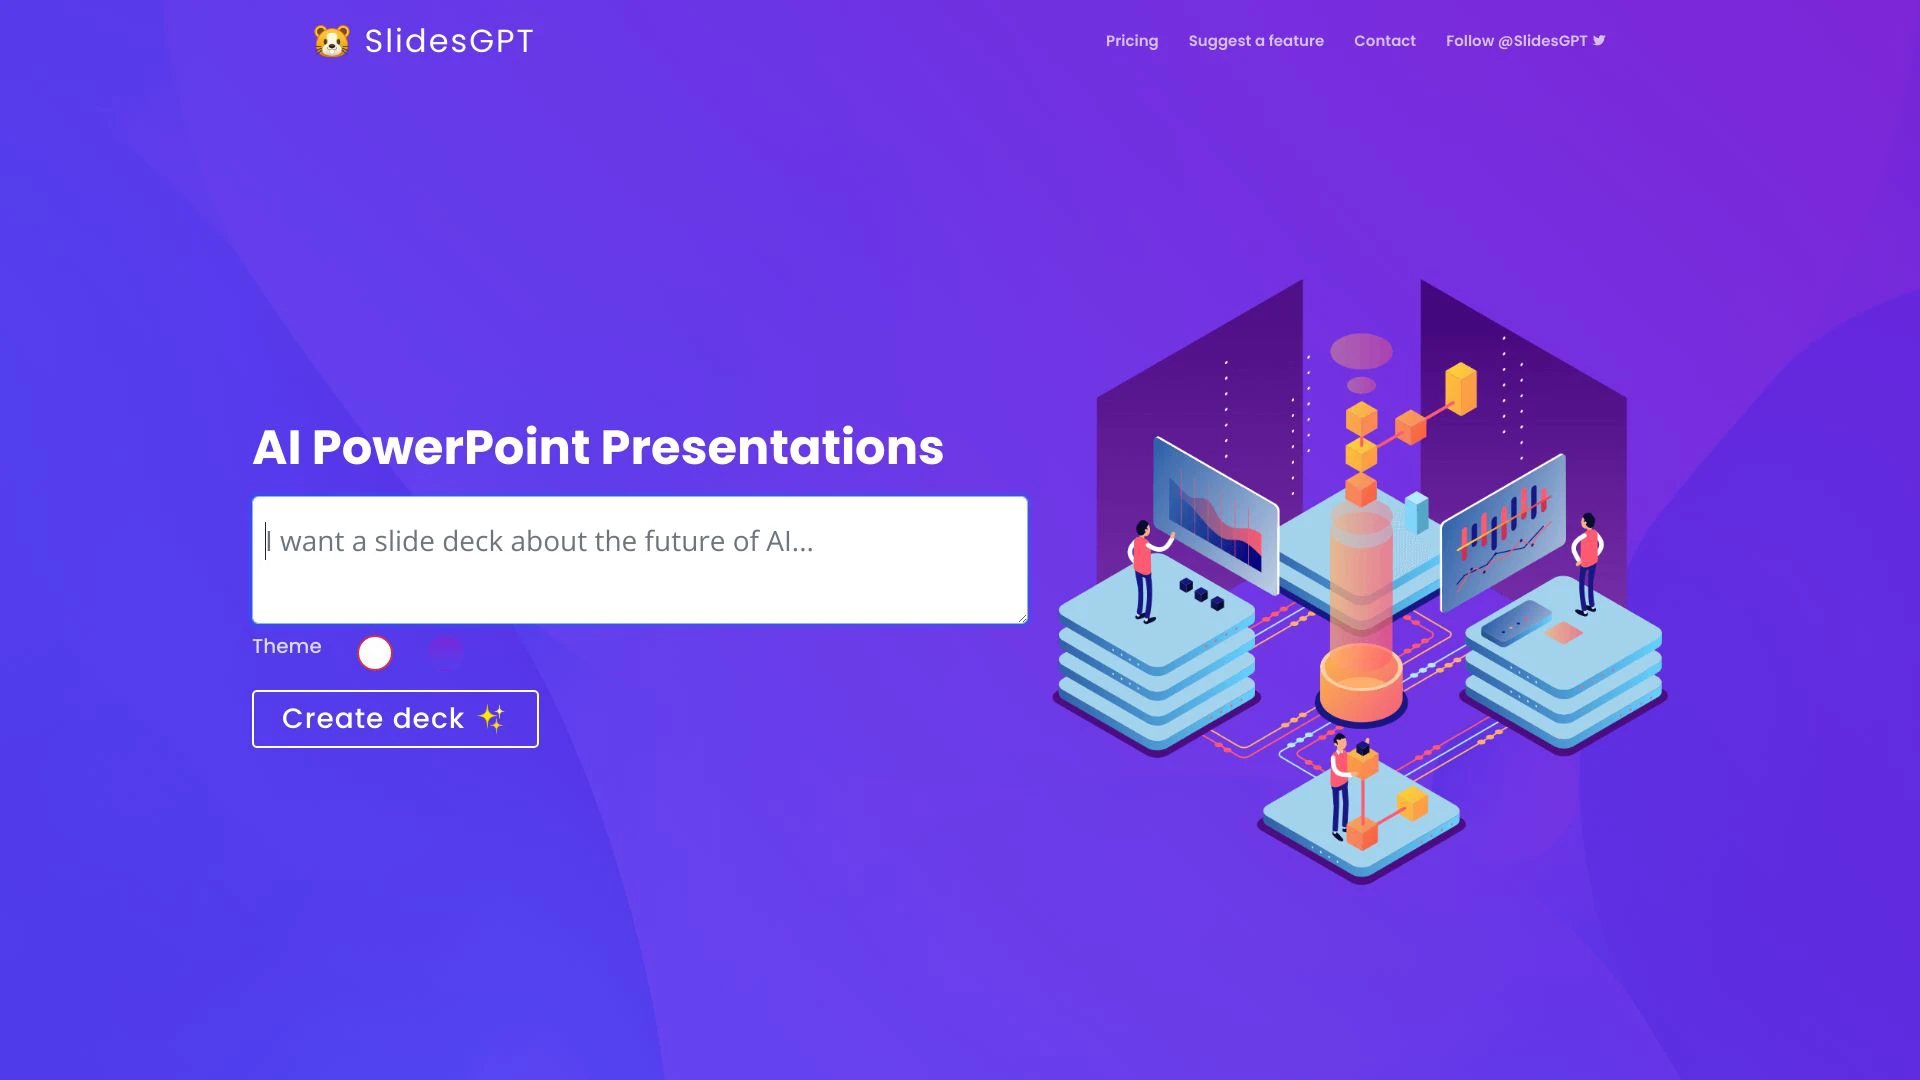 SlidesGPT
Pricing
Suggest a feature
Contact
Follow @SlidesGPT
AI PowerPoint Presentations
I want a slide deck about the future of AI...
Theme
Create deck ✨